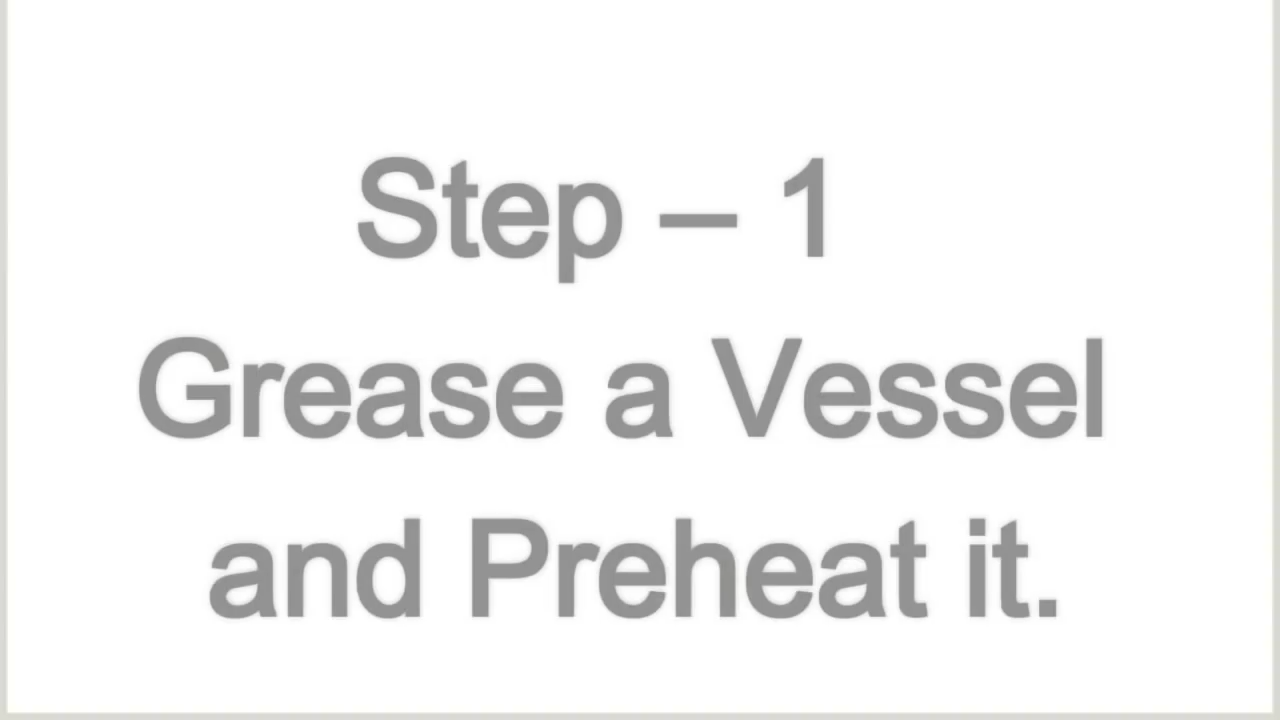 Step – 1
Grease a Vessel
and Preheat it.